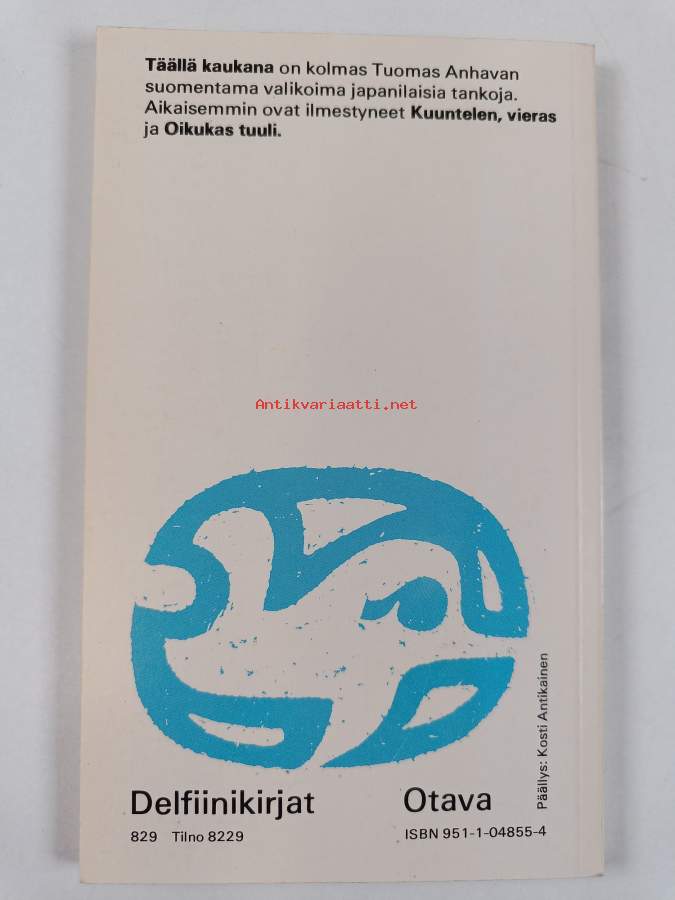 Täällä kaukana on kolmas Tuomas Anhavan
suomentama valikoima japanilaisia tankoja.
Aikaisemmin ovat ilmestyneet Kuuntelen, vieras
ja Oikukas tuuli.
Antikvariaatti.net
Päällys: Kosti Antikainen
Delfiinikirjat
Otava
829 Tilno 8229
ISBN 951-1-04855-4